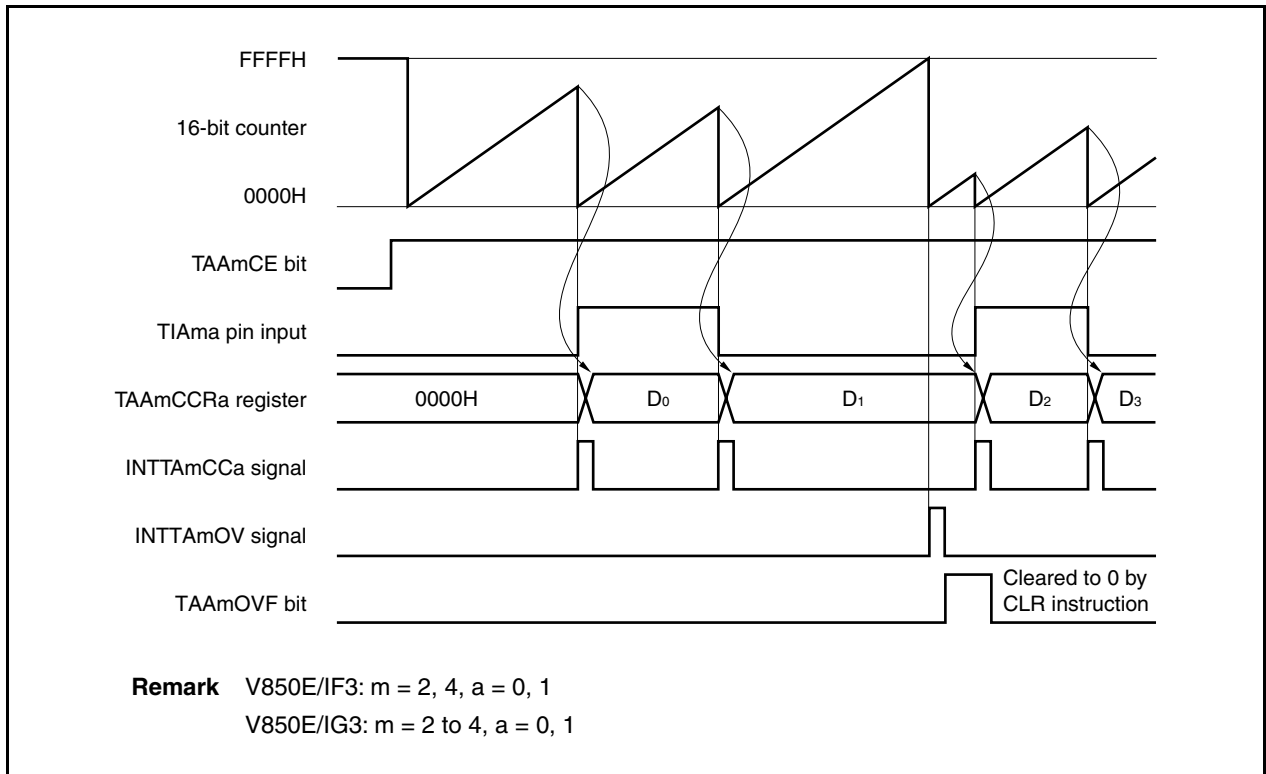 FFFFH
16-bit counter
0000H
TAAmCE bit
TIAma pin input
TAAmCCRa register
0000H
D0
D1
D2
D3
INTTAmCCa signal
INTTAmOV signal
TAAmOVF bit
Cleared to 0 by
CLR instruction
Remark V850E/IF3: m = 2, 4, a = 0, 1
V850E/IG3: m = 2 to 4, a = 0, 1